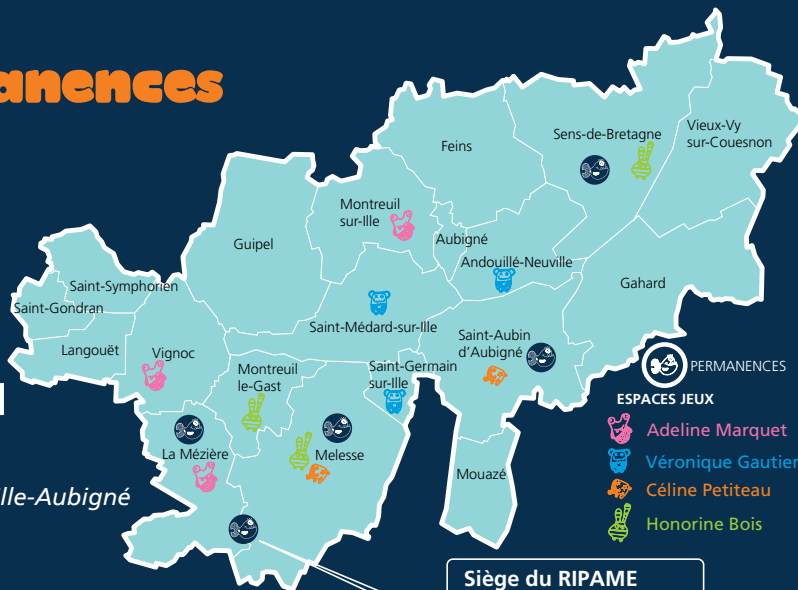 anences
Feins
Sens-de-Bretagne
Vieux-Vy
sur-Couesnon
Montreuil
sur-Ille
Guipel
Aubigné
Andouillé-Neuville
Gahard
Saint-Symphorien
Saint-Gondran
Saint-Médard-sur-Ille
Saint-Aubin
d'Aubigné
Langouët
Vignoc
Montreuil
le-Gast
Saint-Germain
sur-Ille
La Mézière
Melesse
Mouazé
PERMANENCES
ESPACES JEUX
Adeline Marquet
Véronique Gautier
Céline Petiteau
Honorine Bois
lle-Aubigné
Siège du RIPAME